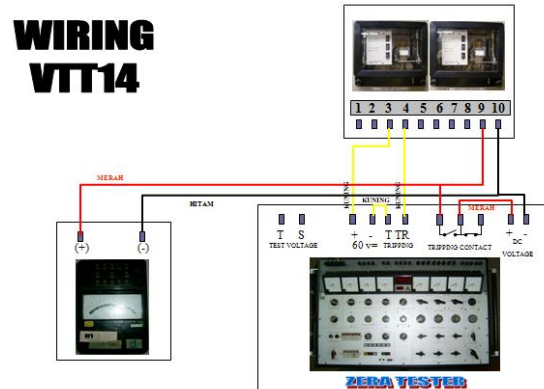 WIRING
VTT14
1 2 3 4 5 6 7 8 9 10
MERAH
HITAM
KUNING
KUNING
KUNING
MERAH
(+) (-)
T S + - T TR + -
TEST VOLTAGE 60 v= TRIPPING TRIPPING CONTACT DC
VOLTAGE
ZERA TESTER